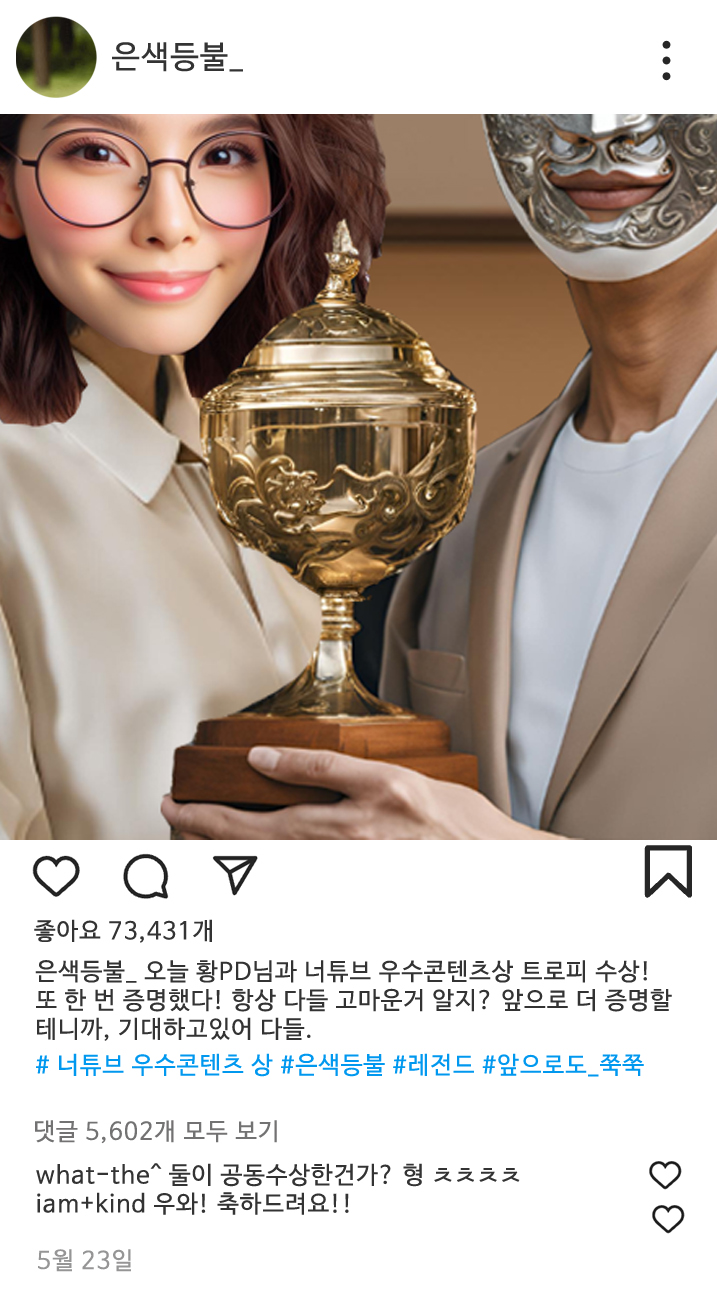 은색등불_
좋아요 73,431개
은색등불_ 오늘 황PD님과 너튜브 우수콘텐츠상 트로피 수상!
또 한 번 증명했다! 항상 다들 고마운거 알지? 앞으로 더 증명할
테니까, 기대하고있어 다들.
# 너튜브 우수콘텐츠 상 #은색등불 #레전드 #앞으로도_쭉쭉
댓글 5,602개 모두 보기
what-the^ 둘이 공동수상한건가? 형 ㅊㅊㅊㅊ
iam+kind 우와! 축하드려요!!
5월 23일